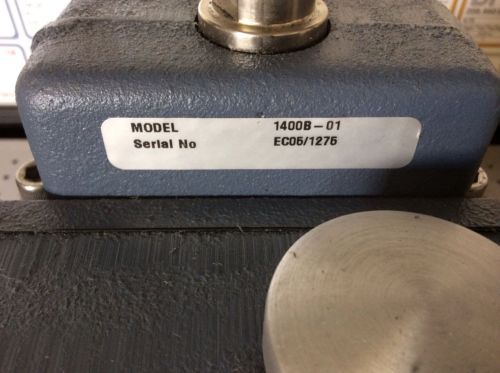 MODEL 1400B-01
Serial No EC05/1275